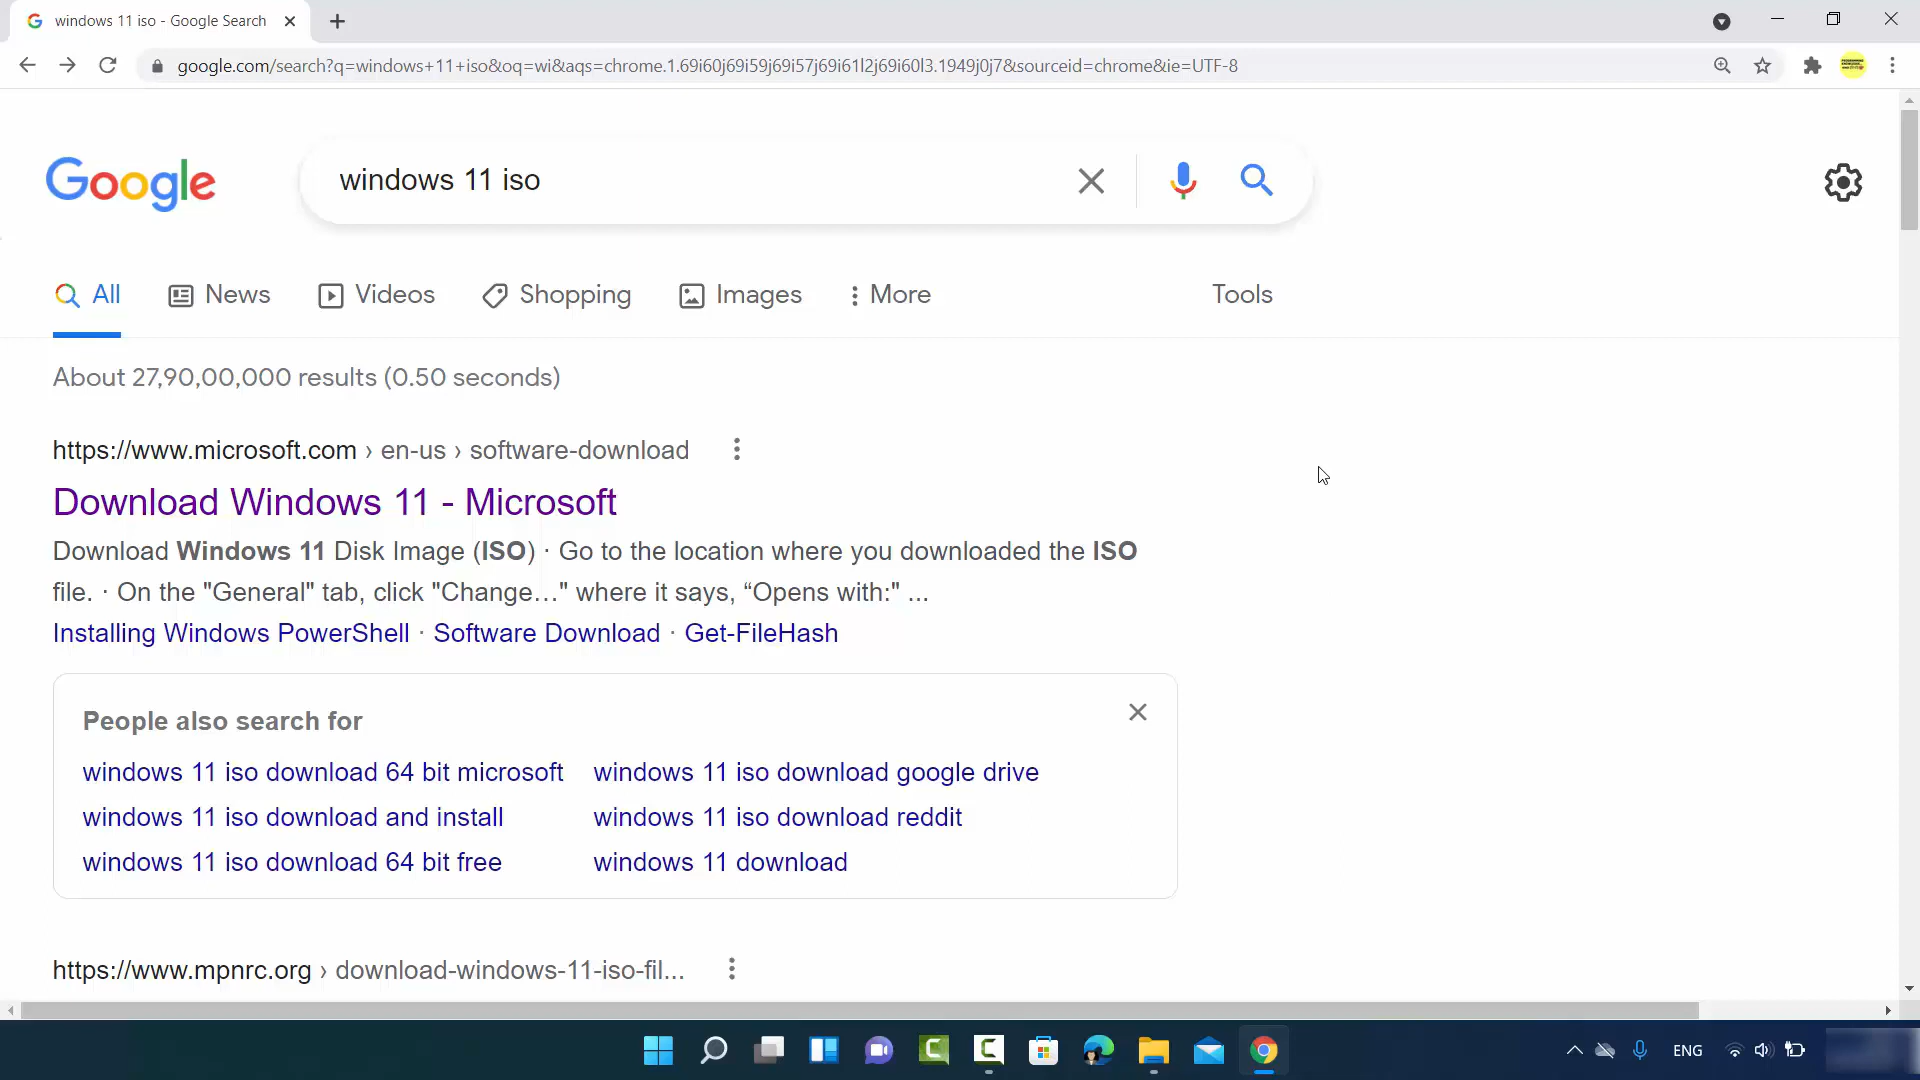 windows 11 iso - Google Search
google.com/search?q=windows+11+iso&oq=wi&aqs=chrome.1.69i60j69i59j69i57j69i61l2j69i60l3.1949j0j7&sourceid=chrome&ie=UTF-8
Google
windows 11 iso
All News Videos Shopping Images More Tools
About 27,90,00,000 results (0.50 seconds)
https://www.microsoft.com › en-us › software-download
Download Windows 11 - Microsoft
Download Windows 11 Disk Image (ISO) · Go to the location where you downloaded the ISO
file. · On the "General" tab, click "Change…" where it says, “Opens with:" ...
Installing Windows PowerShell · Software Download · Get-FileHash
People also search for
windows 11 iso download 64 bit microsoft windows 11 iso download google drive
windows 11 iso download and install windows 11 iso download reddit
windows 11 iso download 64 bit free windows 11 download
https://www.mpnrc.org › download-windows-11-iso-fil...
ENG